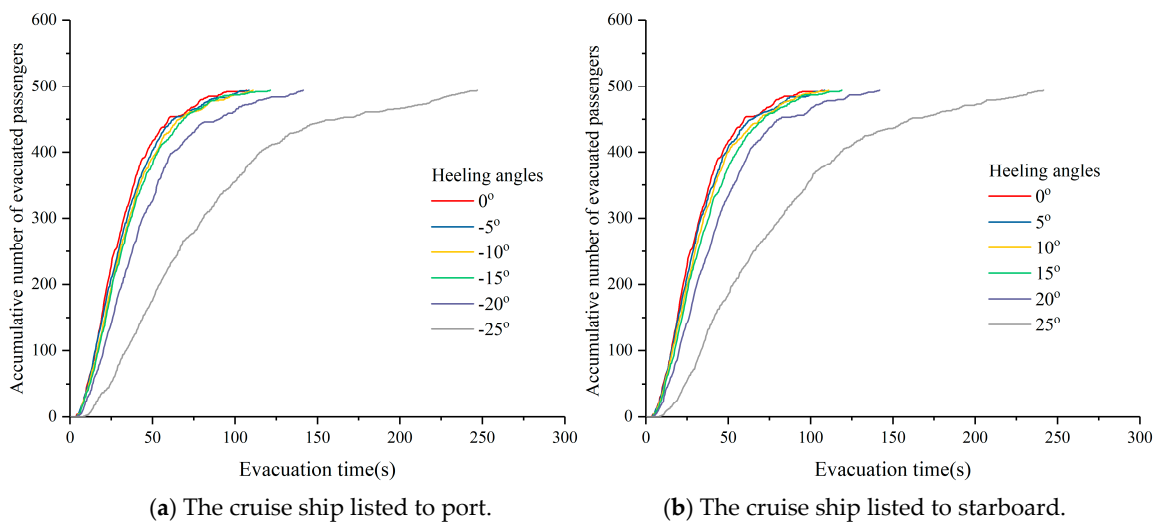 600
500
400
300
200
100
0
Accumulative number of evacuated passengers
Heeling angles
0°
-5°
-10°
-15°
-20°
-25°
0 50 100 150 200 250 300
Evacuation time(s)
(a) The cruise ship listed to port.
600
500
400
300
200
100
0
Accumulative number of evacuated passengers
Heeling angles
0°
5°
10°
15°
20°
25°
0 50 100 150 200 250 300
Evacuation time(s)
(b) The cruise ship listed to starboard.